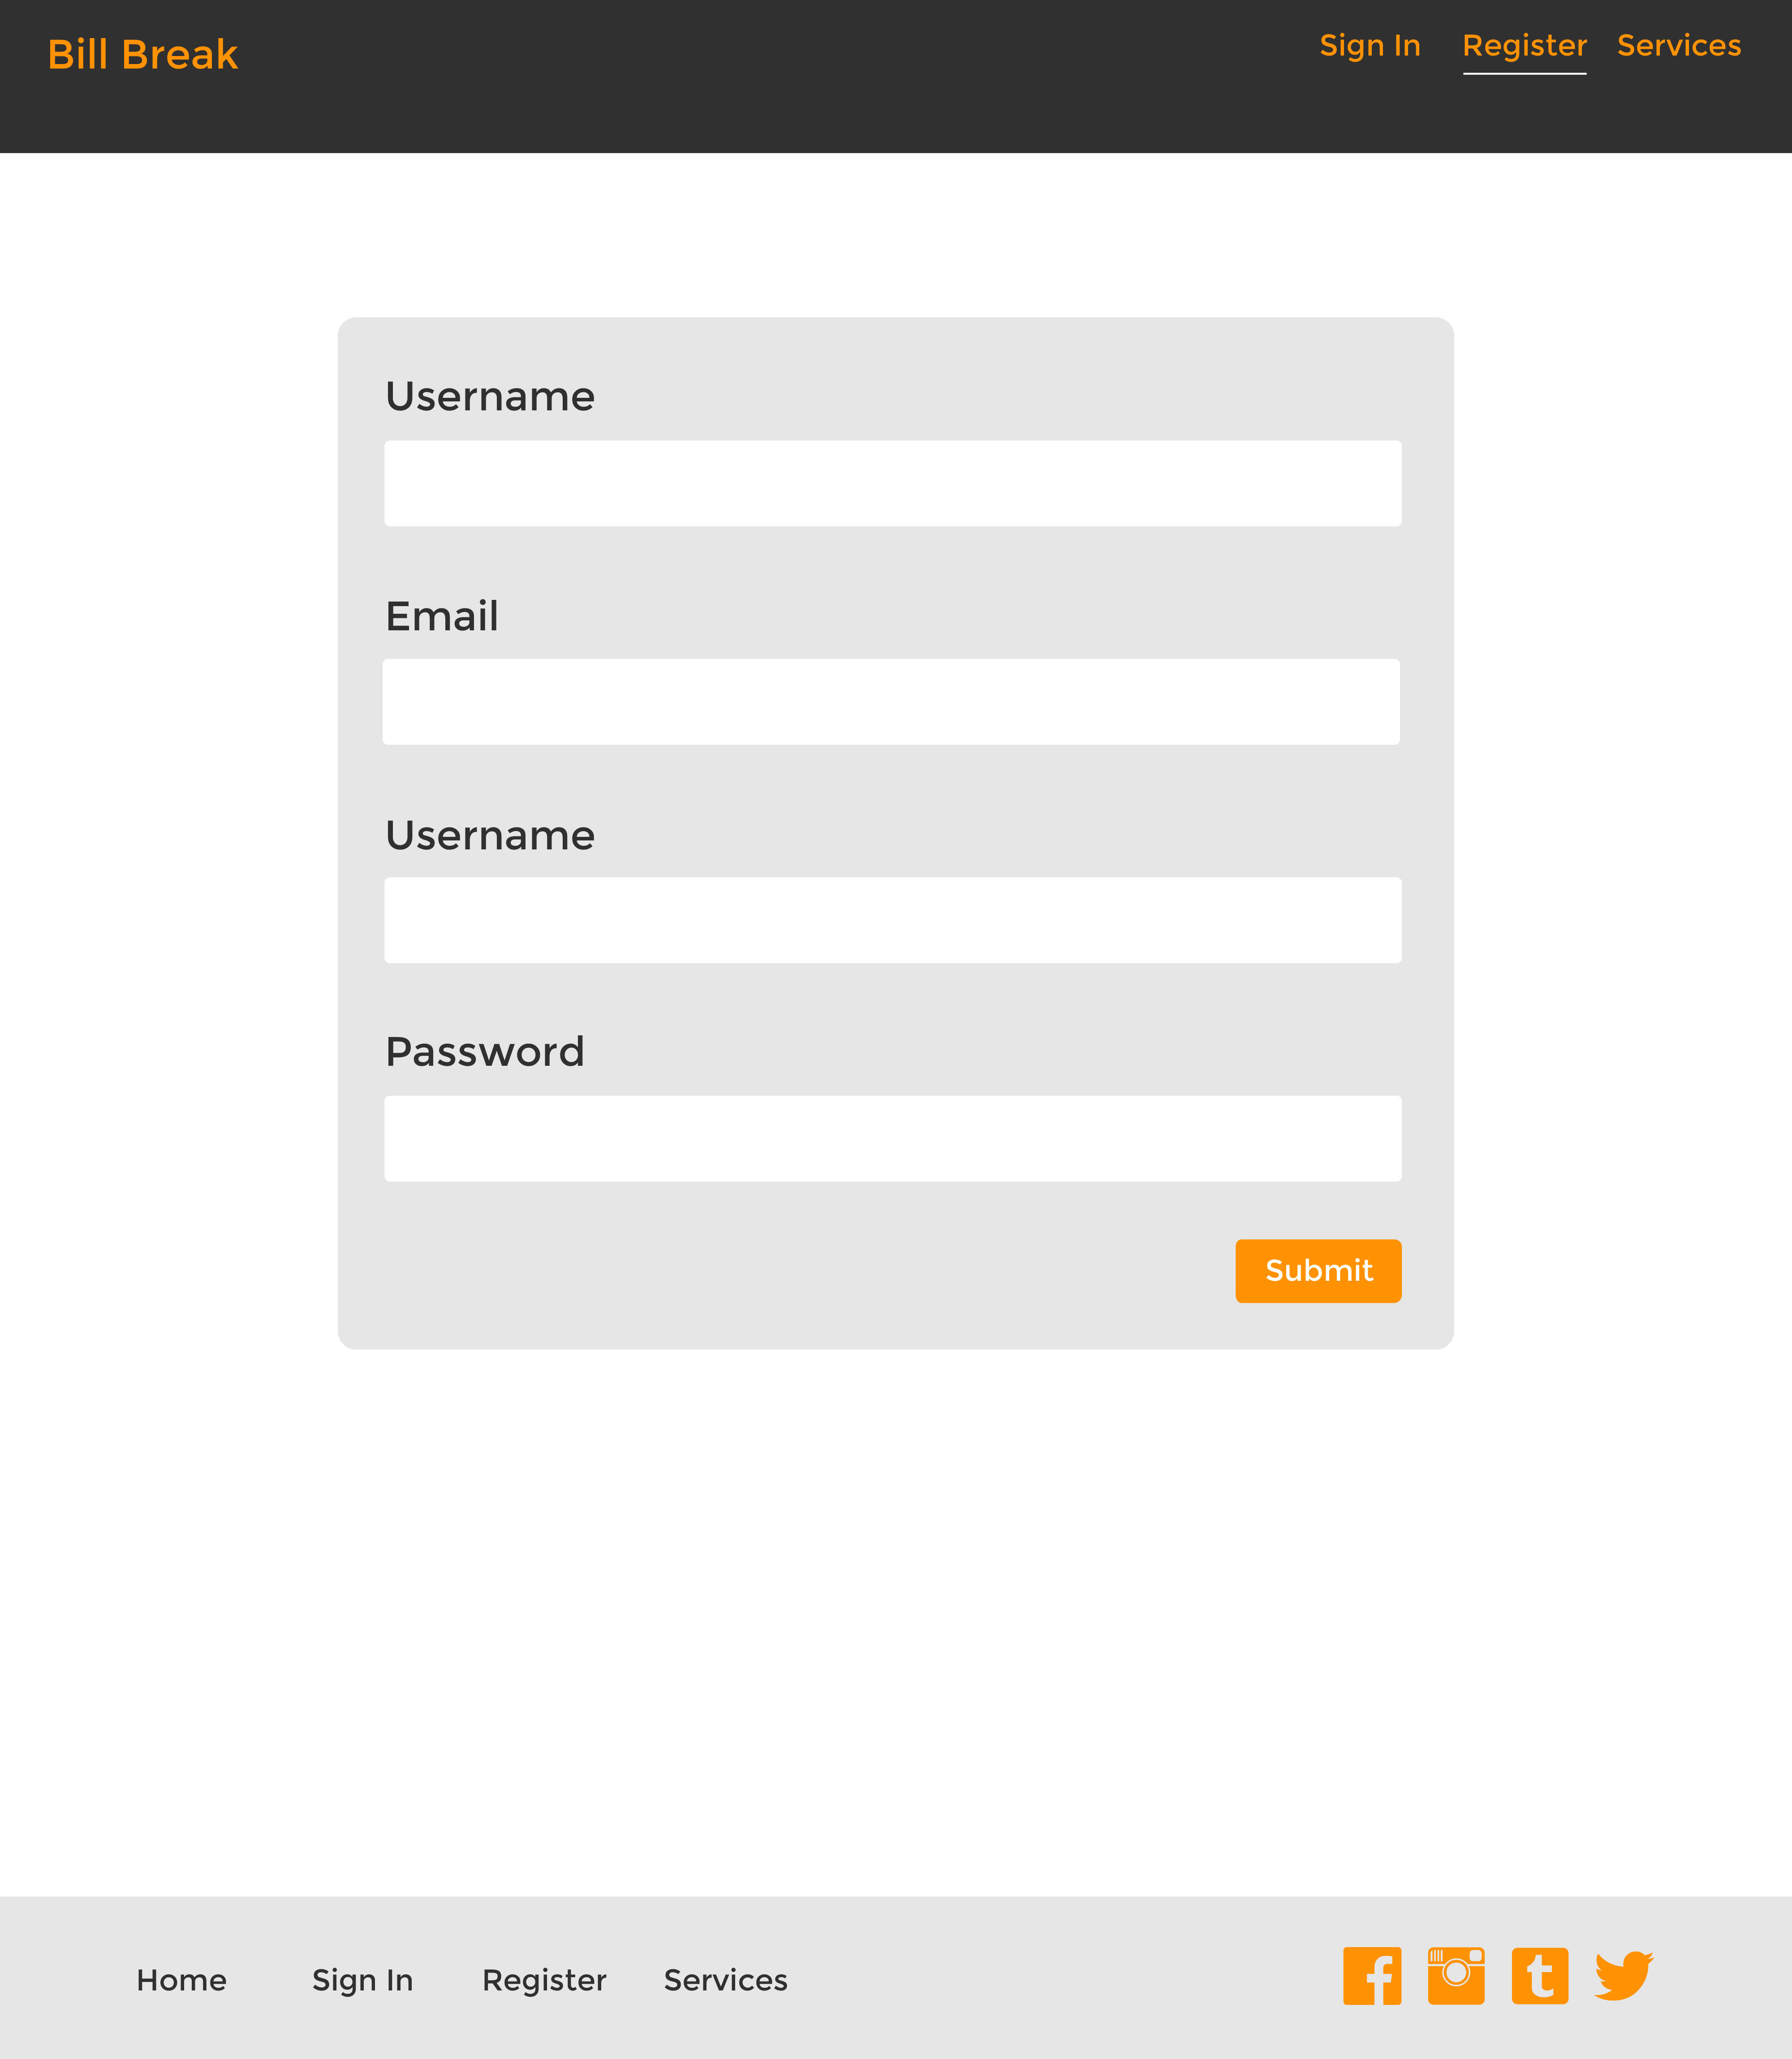 Bill Break
Sign In Register Services
Username
Email
Username
Password
Submit
Home Sign In Register Services